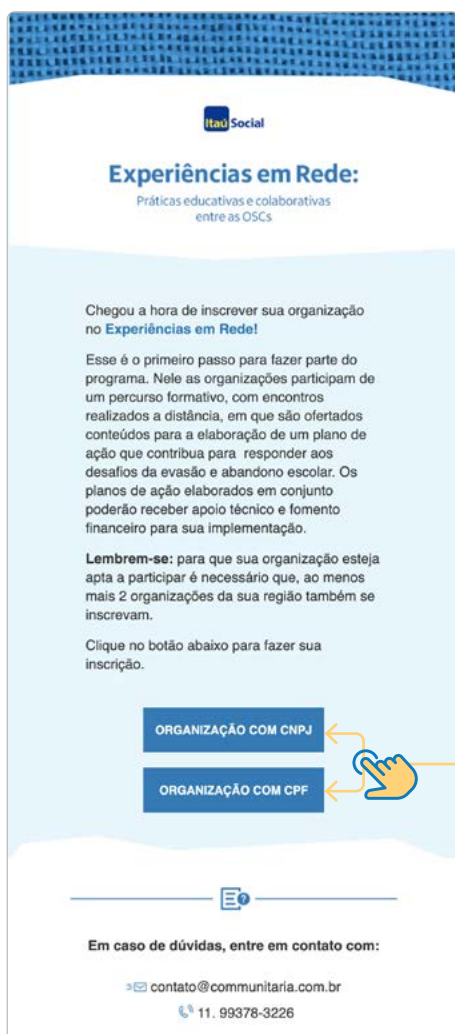 Itaú Social
Experiências em Rede:
Práticas educativas e colaborativas
entre as OSCs
Chegou a hora de inscrever sua organização
no Experiências em Rede!
Esse é o primeiro passo para fazer parte do
programa. Nele as organizações participam de
um percurso formativo, com encontros
realizados a distância, em que são ofertados
conteúdos para a elaboração de um plano de
ação que contribua para responder aos
desafios da evasão e abandono escolar. Os
planos de ação elaborados em conjunto
poderão receber apoio técnico e fomento
financeiro para sua implementação.
Lembrem-se: para que sua organização esteja
apta a participar é necessário que, ao menos
mais 2 organizações da sua região também se
inscrevam.
Clique no botão abaixo para fazer sua
inscrição.
ORGANIZAÇÃO COM CNPJ
ORGANIZAÇÃO COM CPF
Em caso de dúvidas, entre em contato com:
contato@communitaria.com.br
11. 99378-3226